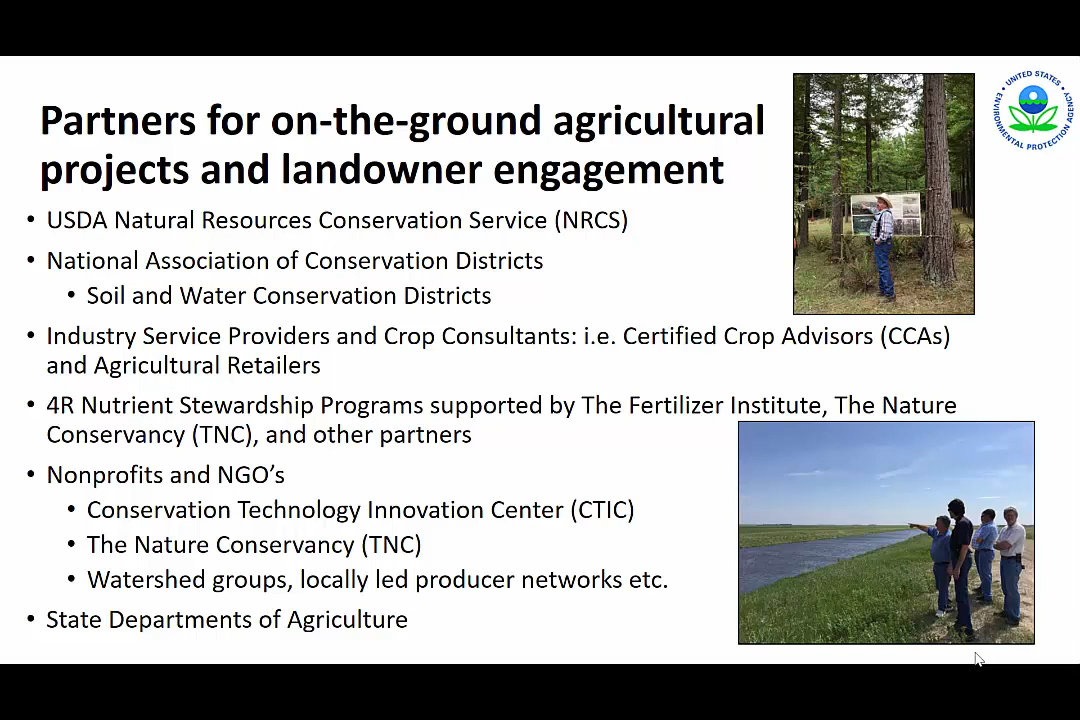 Partners for on-the-ground agricultural
projects and landowner engagement
• USDA Natural Resources Conservation Service (NRCS)
• National Association of Conservation Districts
• Soil and Water Conservation Districts
• Industry Service Providers and Crop Consultants: i.e. Certified Crop Advisors (CCAs)
and Agricultural Retailers
• 4R Nutrient Stewardship Programs supported by The Fertilizer Institute, The Nature
Conservancy (TNC), and other partners
• Nonprofits and NGO’s
• Conservation Technology Innovation Center (CTIC)
• The Nature Conservancy (TNC)
• Watershed groups, locally led producer networks etc.
• State Departments of Agriculture
UNITED STATES
ENVIRONMENTAL PROTECTION AGENCY